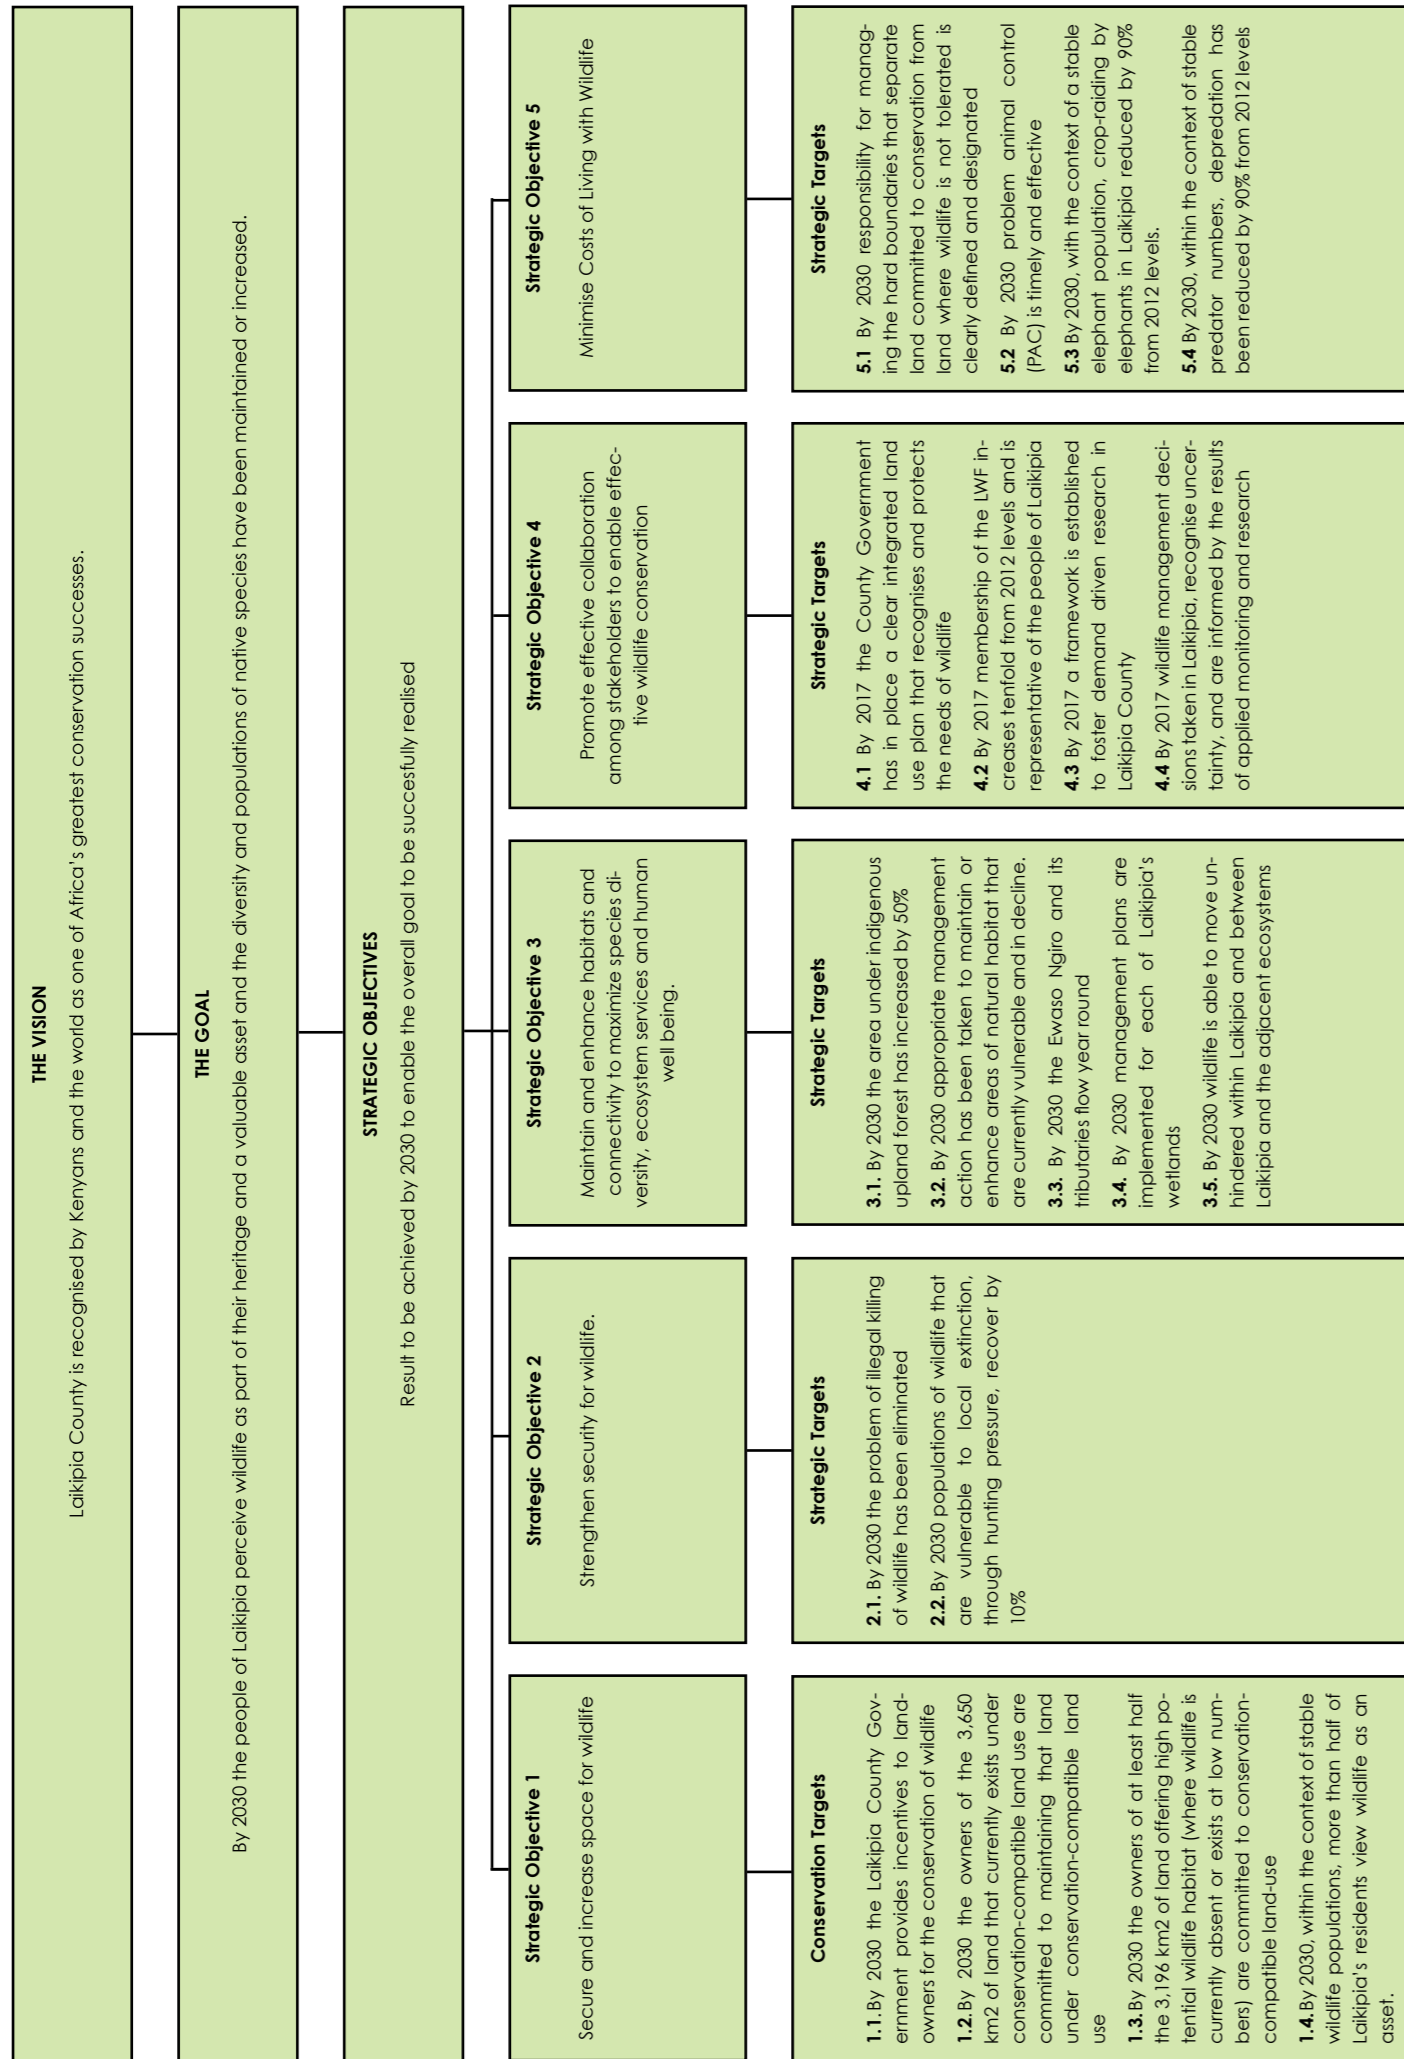 THE VISION
Laikipia County is recognised by Kenyans and the world as one of Africa's greatest conservation successes.
THE GOAL
By 2030 the people of Laikipia perceive wildlife as part of their heritage and a valuable asset and the diversity and populations of native species have been maintained or increased.
STRATEGIC OBJECTIVES
Result to be achieved by 2030 to enable the overall goal to be succesfully realised
Strategic Objective 1
Secure and increase space for wildlife
Strategic Objective 2
Strengthen security for wildlife.
Strategic Objective 3
Maintain and enhance habitats and
connectivity to maximize species di-
versity, ecosystem services and human
well being.
Strategic Objective 4
Promote effective collaboration
among stakeholders to enable effec-
tive wildlife conservation
Strategic Objective 5
Minimise Costs of Living with Wildlife
Conservation Targets
1.1. By 2030 the Laikipia County Gov-
ernment provides incentives to land-
owners for the conservation of wildlife
1.2. By 2030 the owners of the 3,650
km2 of land that currently exists under
conservation-compatible land use are
committed to maintaining that land
under conservation-compatible land
use
1.3. By 2030 the owners of at least half
the 3,196 km2 of land offering high po-
tential wildlife habitat (where wildlife is
currently absent or exists at low num-
bers) are committed to conservation-
compatible land-use
1.4. By 2030, within the context of stable
wildlife populations, more than half of
Laikipia's residents view wildlife as an
asset.
Strategic Targets
2.1. By 2030 the problem of illegal killing
of wildlife has been eliminated
2.2. By 2030 populations of wildlife that
are vulnerable to local extinction,
through hunting pressure, recover by
10%
Strategic Targets
3.1. By 2030 the area under indigenous
upland forest has increased by 50%
3.2. By 2030 appropriate management
action has been taken to maintain or
enhance areas of natural habitat that
are currently vulnerable and in decline.
3.3. By 2030 the Ewaso Ngiro and its
tributaries flow year round
3.4. By 2030 management plans are
implemented for each of Laikipia's
wetlands
3.5. By 2030 wildlife is able to move un-
hindered within Laikipia and between
Laikipia and the adjacent ecosystems
Strategic Targets
4.1 By 2017 the County Government
has in place a clear integrated land
use plan that recognises and protects
the needs of wildlife
4.2 By 2017 membership of the LWF in-
creases tenfold from 2012 levels and is
representative of the people of Laikipia
4.3 By 2017 a framework is established
to foster demand driven research in
Laikipia County
4.4 By 2017 wildlife management deci-
sions taken in Laikipia, recognise uncer-
tainty, and are informed by the results
of applied monitoring and research
Strategic Targets
5.1 By 2030 responsibility for manag-
ing the hard boundaries that separate
land committed to conservation from
land where wildlife is not tolerated is
clearly defined and designated
5.2 By 2030 problem animal control
(PAC) is timely and effective
5.3 By 2030, with the context of a stable
elephant population, crop-raiding by
elephants in Laikipia reduced by 90%
from 2012 levels.
5.4 By 2030, within the context of stable
predator numbers, depredation has
been reduced by 90% from 2012 levels